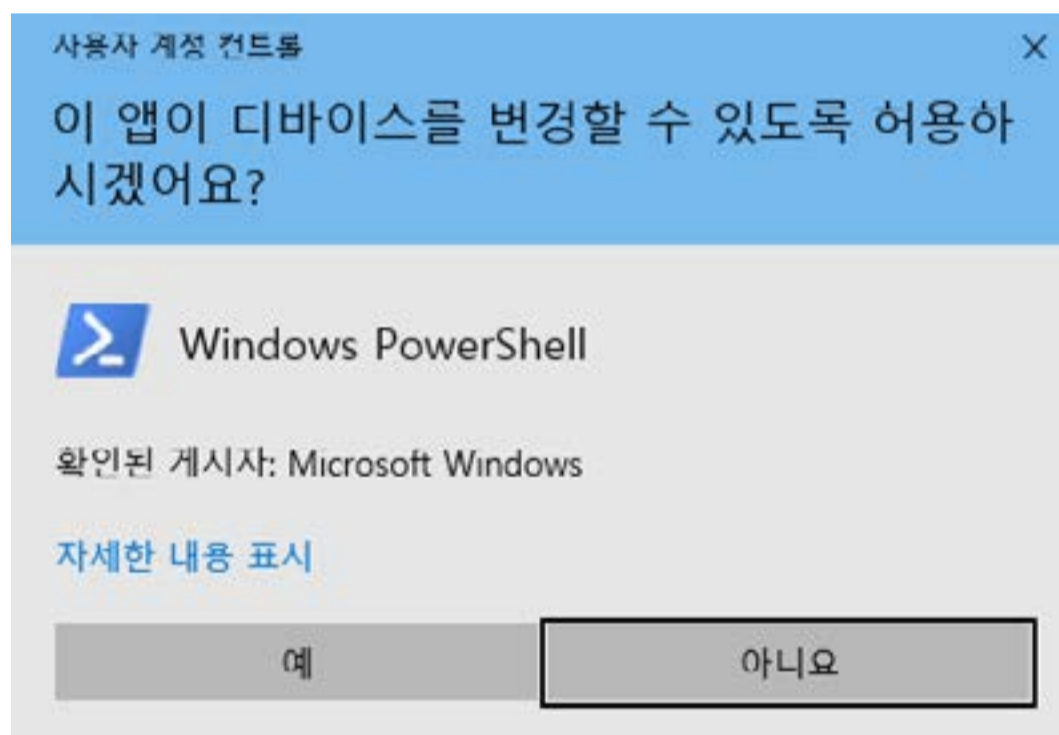 사용자 계정 컨트롤
이 앱이 디바이스를 변경할 수 있도록 허용하
시겠어요?
Windows PowerShell
확인된 게시자: Microsoft Windows
자세한 내용 표시
예
아니요